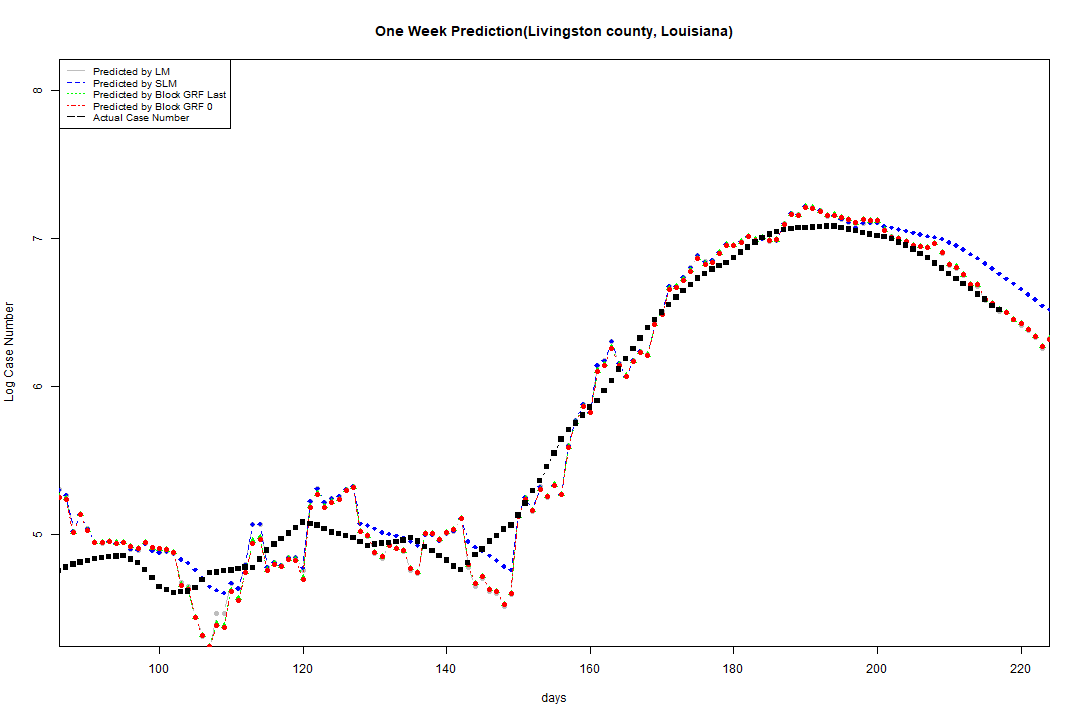 One Week Prediction(Livingston county, Louisiana)
Predicted by LM
Predicted by SLM
Predicted by Block GRF Last
Predicted by Block GRF 0
Actual Case Number
8
7
6
5
Log Case Number
100 120 140 160 180 200 220
days